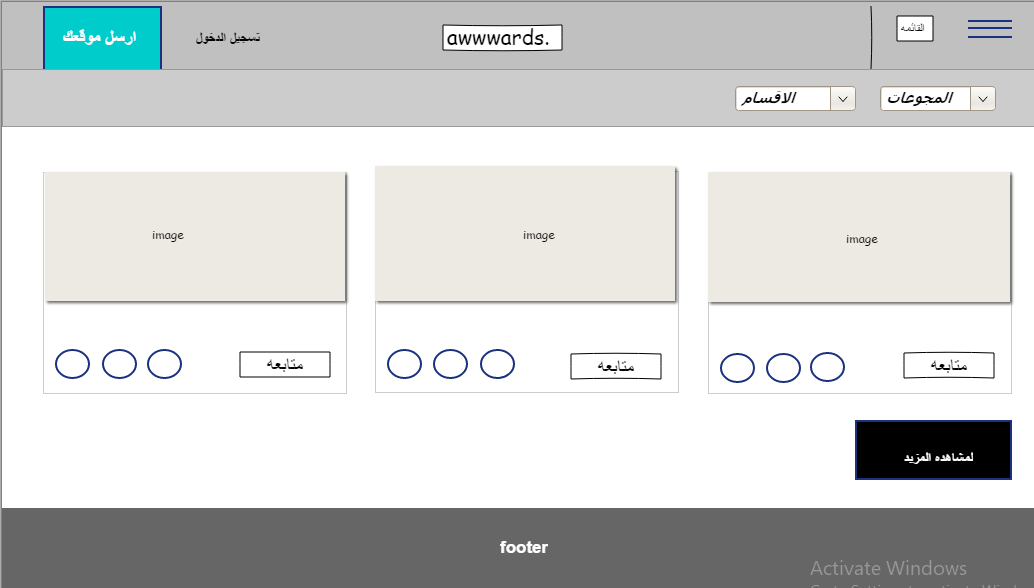 القائمه
awwwards.
تسجيل الدخول
ارسل موقعك
المجوعات
الاقسام
image
image
image
متابعه
متابعه
متابعه
لمشاهده المزيد
footer
Activate Windows